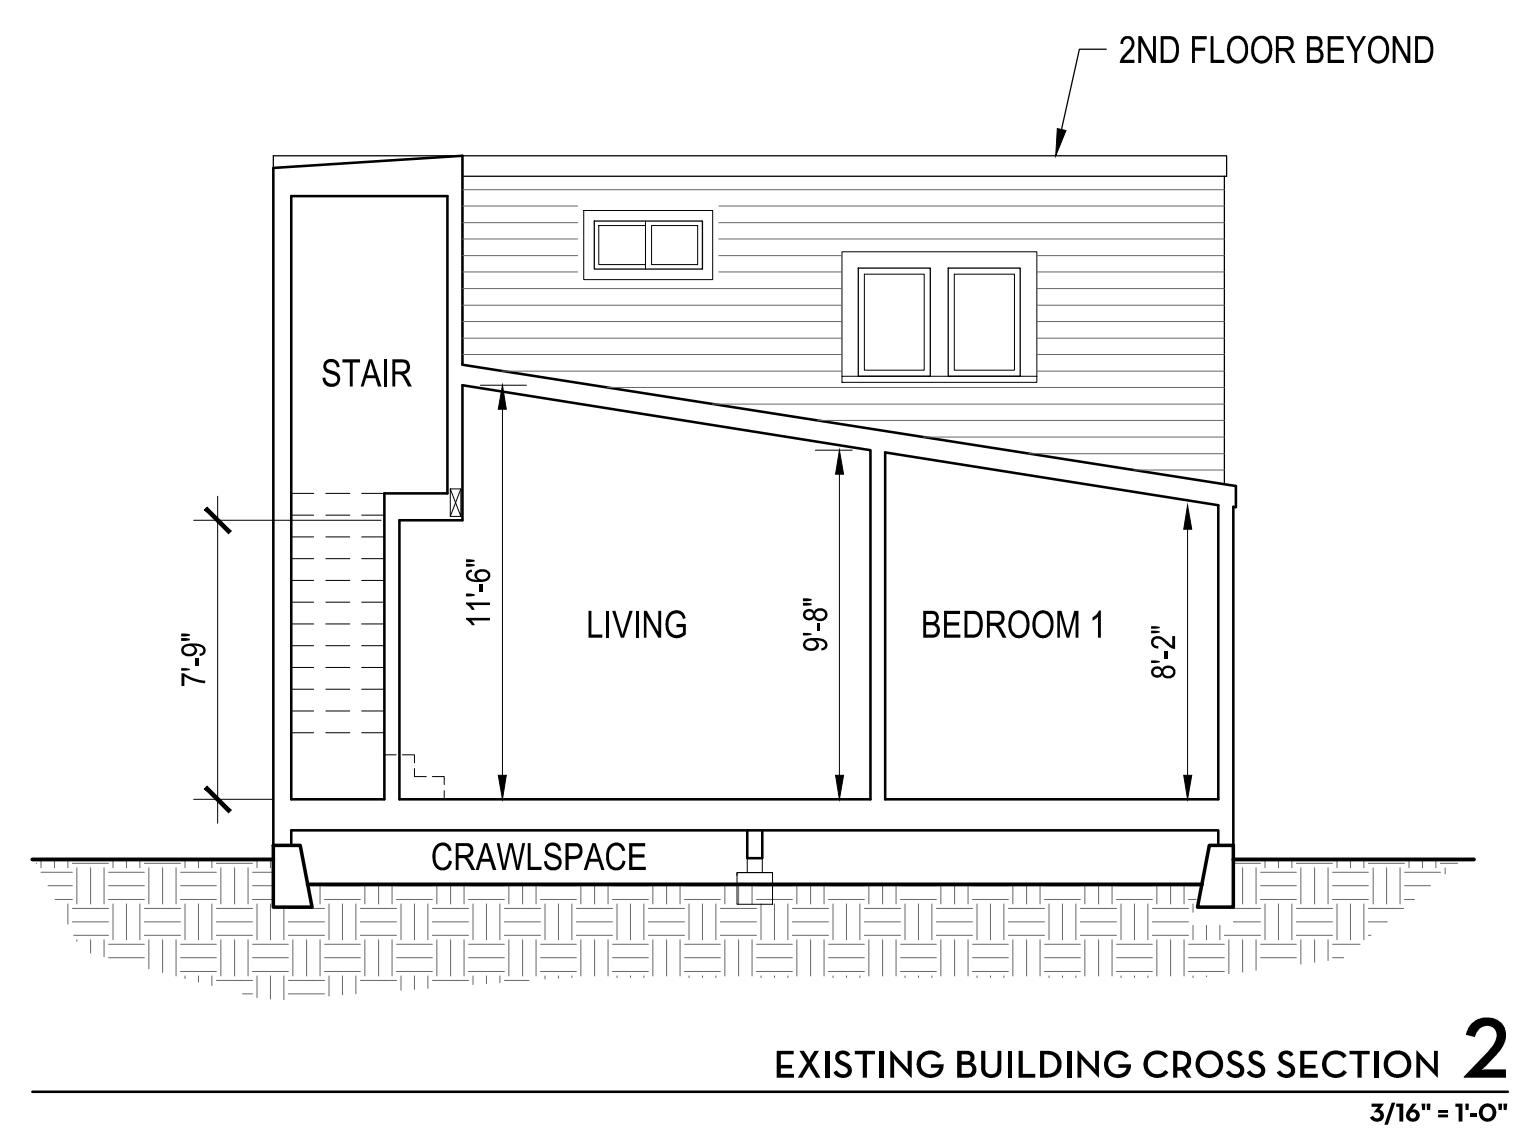 2ND FLOOR BEYOND
STAIR
11'-6"
LIVING
9'-8"
BEDROOM 1
8'-2"
7'-9"
CRAWLSPACE
EXISTING BUILDING CROSS SECTION 2
3/16" = 1'-0"